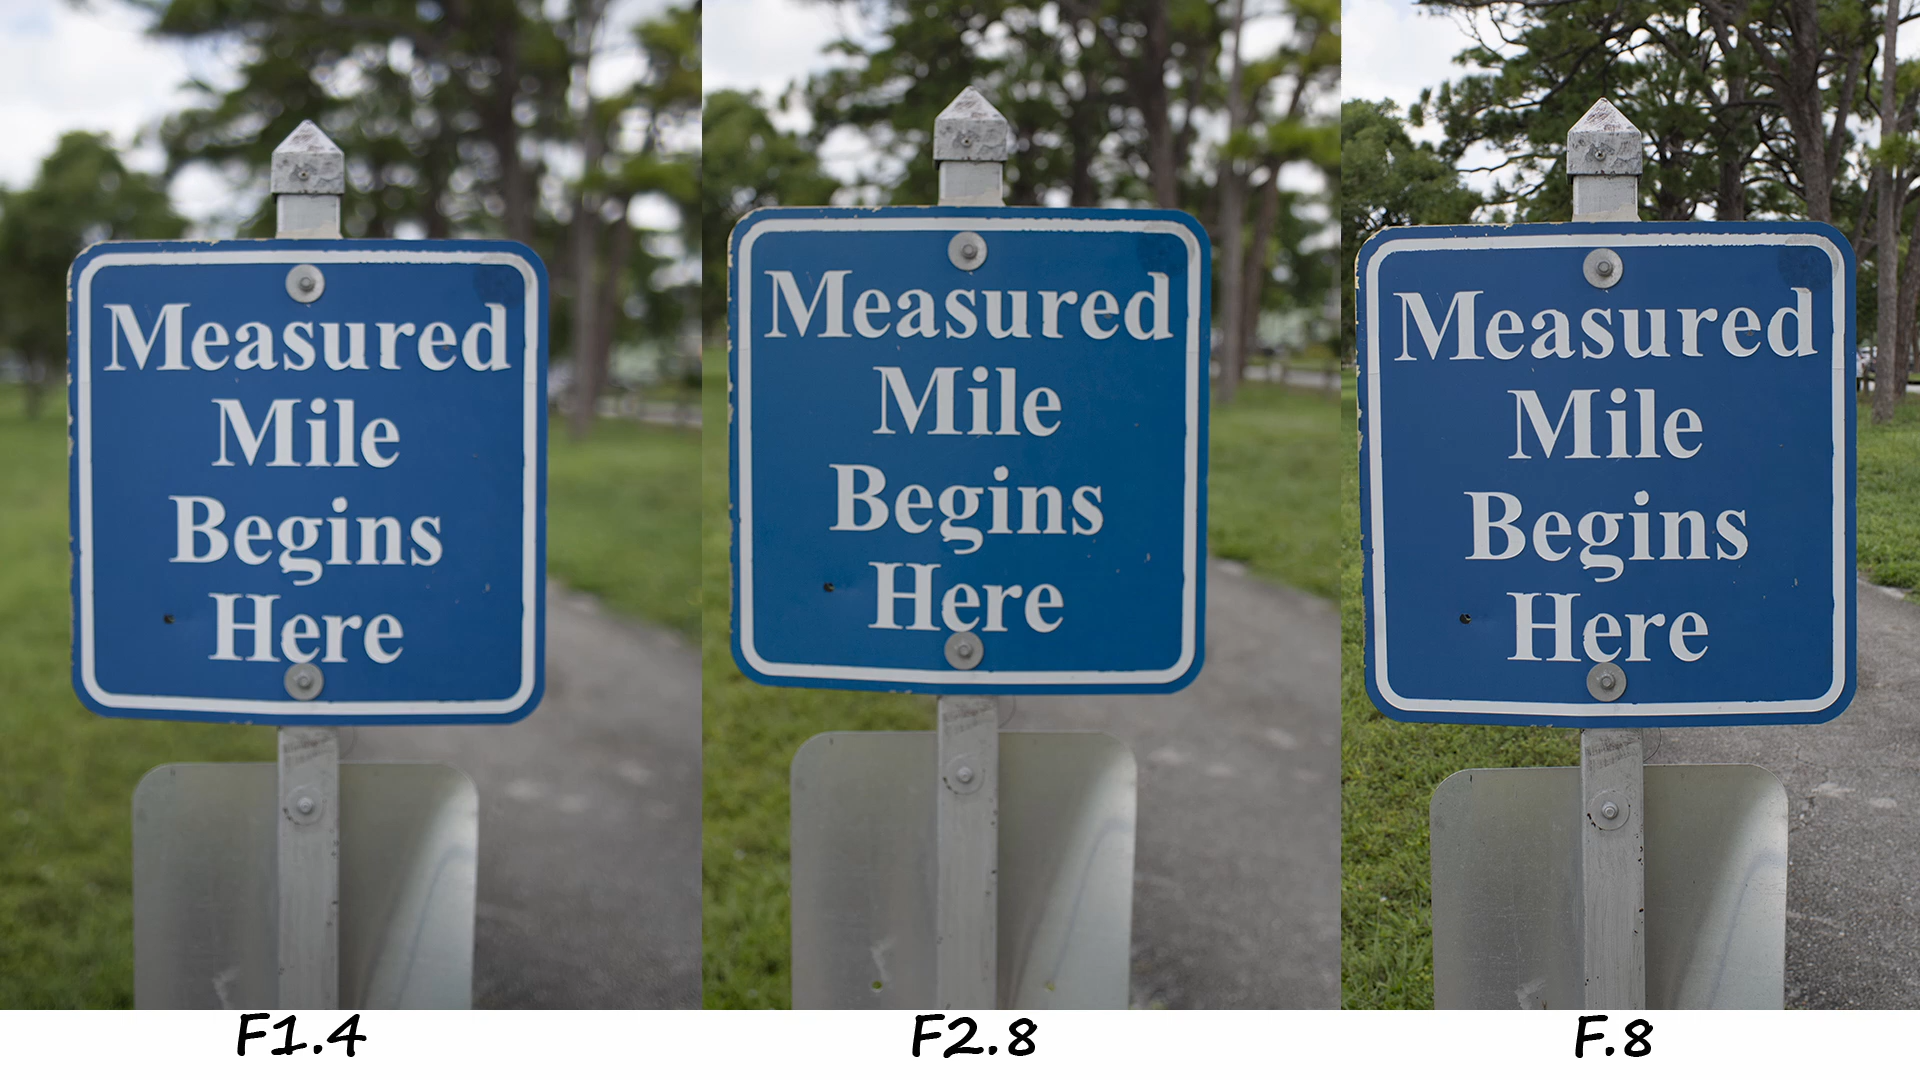 Measured
Mile
Begins
Here
Measured
Mile
Begins
Here
Measured
Mile
Begins
Here
F1.4
F2.8
F.8